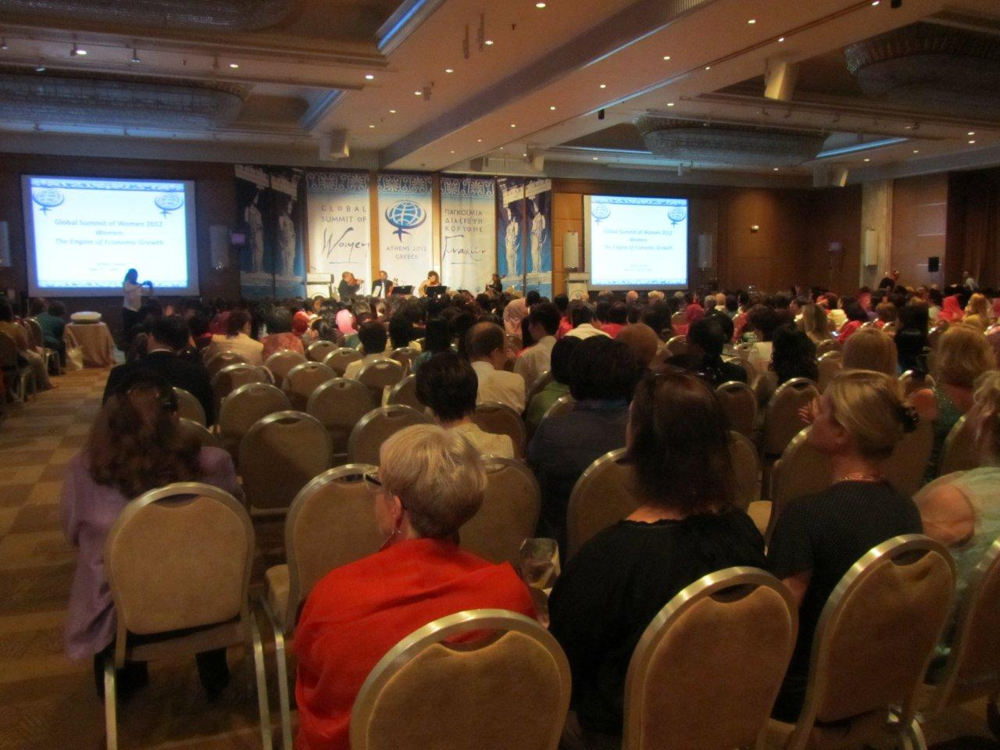 Global Summit of Women 2012
Women:
The Engine of Economic Growth
GLOBAL
SUMMIT OF
Women
ATHENS 2012
GREECE
ΠΑΓΚΟΣΜΙΑ
ΔΙΑΣΚΕΨΗ
ΚΟΡΥΦΗΣ
Γυναικών
Global Summit of Women 2012
Women:
The Engine of Economic Growth